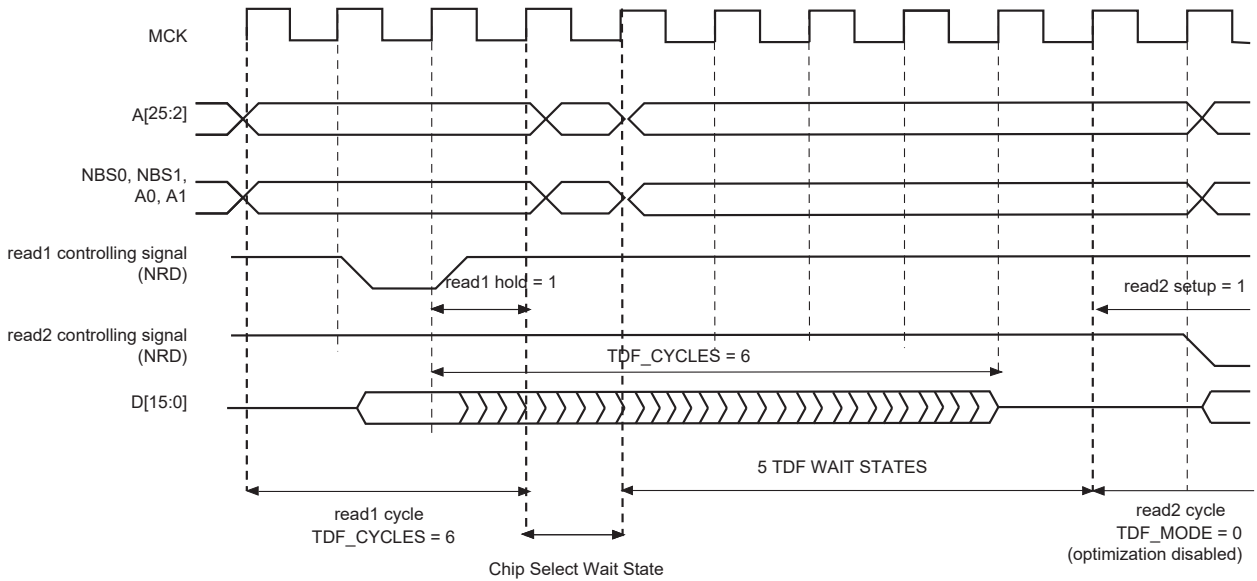 MCK
A[25:2]
NBS0, NBS1,
A0, A1
read1 controlling signal
(NRD)
read1 hold = 1
read2 setup = 1
read2 controlling signal
(NRD)
TDF_CYCLES = 6
D[15:0]
5 TDF WAIT STATES
read1 cycle
TDF_CYCLES = 6
read2 cycle
TDF_MODE = 0
(optimization disabled)
Chip Select Wait State